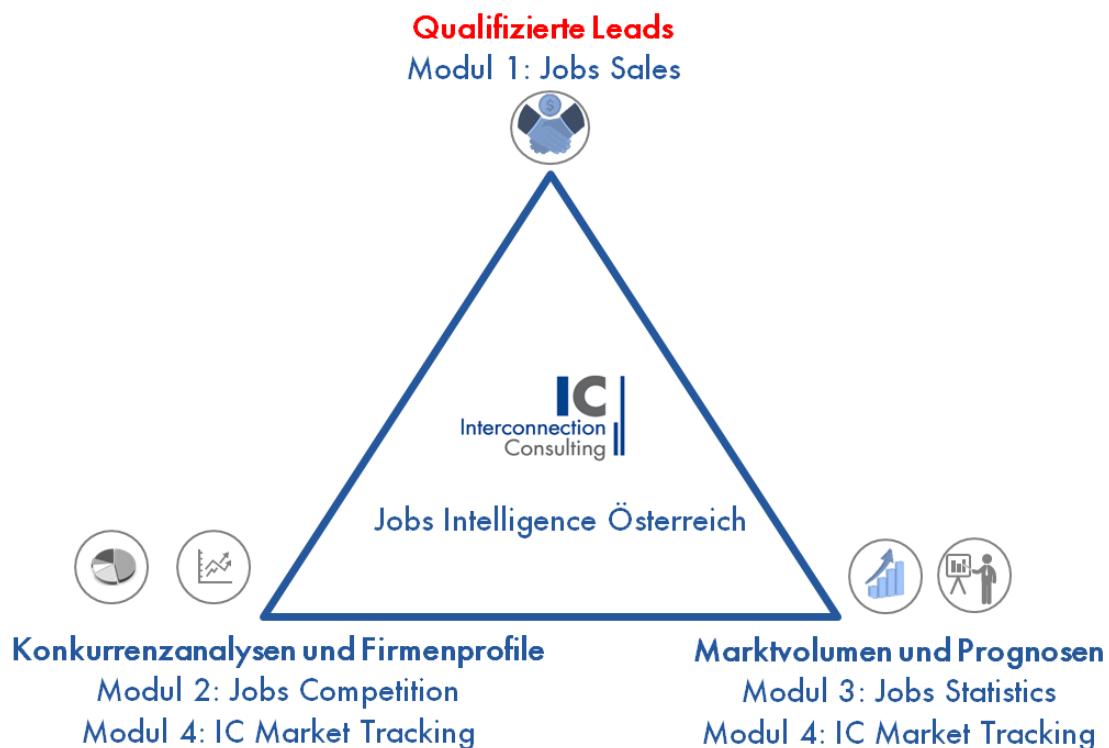 Qualifizierte Leads
Modul 1: Jobs Sales
$
IC
Interconnection
Consulting
Jobs Intelligence Österreich
Konkurrenzanalysen und Firmenprofile
Modul 2: Jobs Competition
Modul 4: IC Market Tracking
Marktvolumen und Prognosen
Modul 3: Jobs Statistics
Modul 4: IC Market Tracking